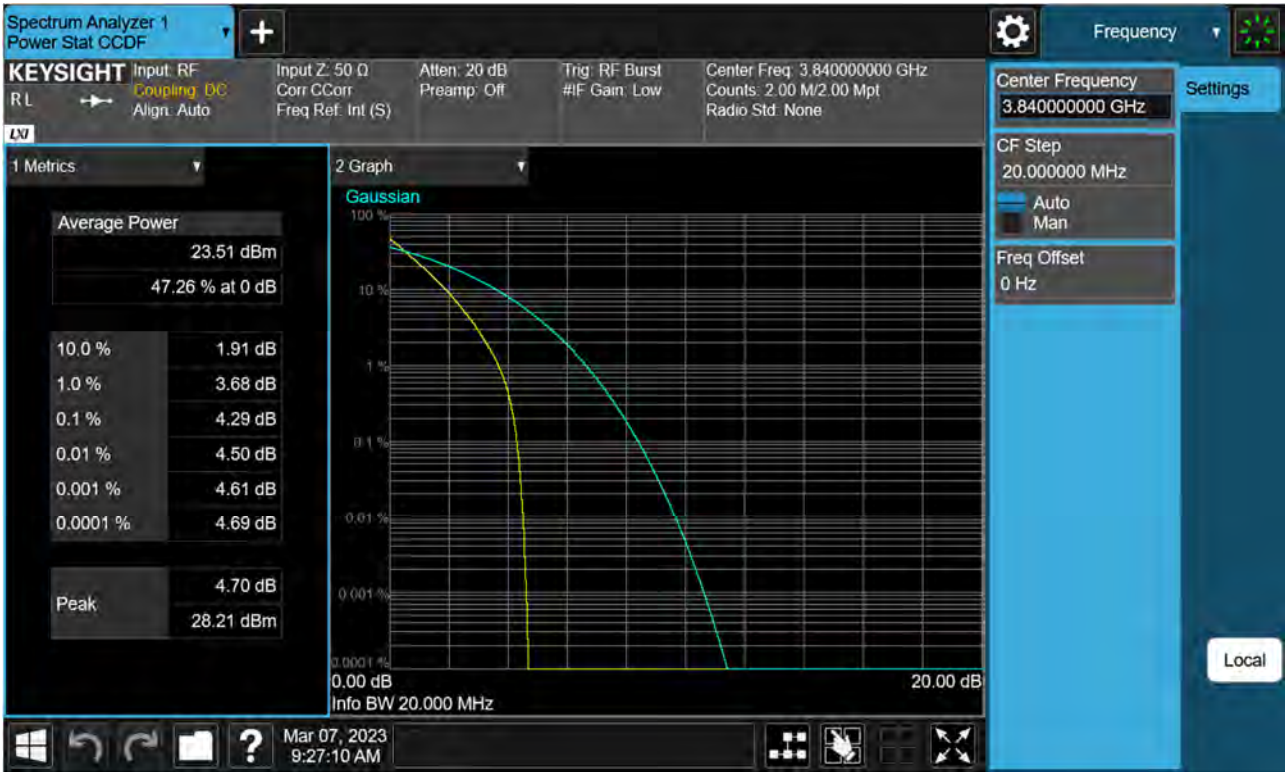 Spectrum Analyzer 1
Power Stat CCDF
+
Frequency
KEYSIGHT
R L
LXI
Input: RF
Coupling: DC
Align: Auto
Input Z: 50 Ω
Corr CCorr
Freq Ref: Int (S)
Atten: 20 dB
Preamp: Off
Trig: RF Burst
#IF Gain: Low
Center Freq: 3.840000000 GHz
Counts: 2.00 M/2.00 Mpt
Radio Std: None
Center Frequency
3.840000000 GHz
Settings
CF Step
20.000000 MHz
Auto
Man
Freq Offset
0 Hz
Local
1 Metrics
Average Power
23.51 dBm
47.26 % at 0 dB
10.0 % 1.91 dB
1.0 % 3.68 dB
0.1 % 4.29 dB
0.01 % 4.50 dB
0.001 % 4.61 dB
0.0001 % 4.69 dB
Peak
4.70 dB
28.21 dBm
2 Graph
Gaussian
100 %
10 %
1 %
0.1 %
0.01 %
0.001 %
0.0001 %
0.00 dB 20.00 dB
Info BW 20.000 MHz
?
Mar 07, 2023
9:27:10 AM